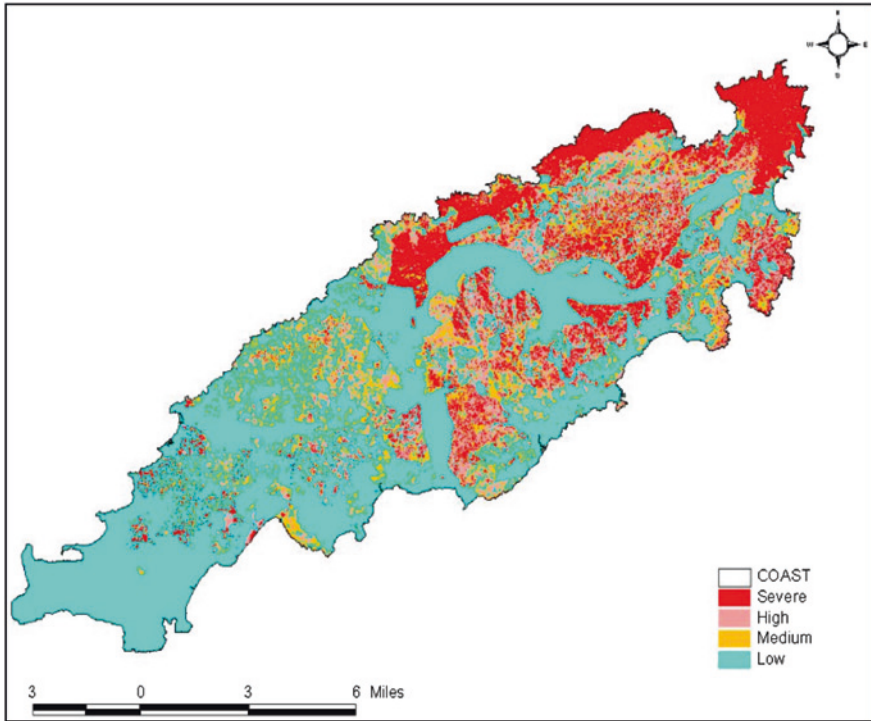 N
W E
S
COAST
Severe
High
Medium
Low
3 0 3 6 Miles